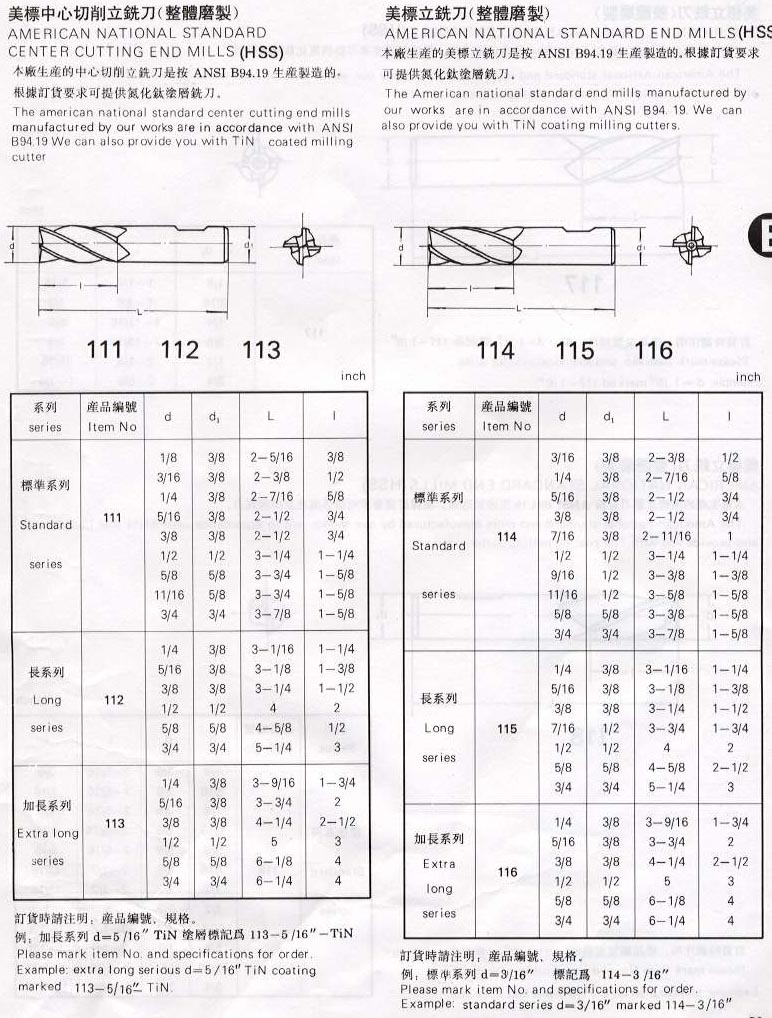 美標中心切削立銑刀(整體磨製)
AMERICAN NATIONAL STANDARD
CENTER CUTTING END MILLS (HSS)
本廠生産的中心切削立銑刀是按 ANSI B94.19 生産製造的,
根據訂貨要求可提供氮化鈦塗層銑刀.
The american national standard center cutting end mills
manufactured by our works are in accordance with ANSI
B94.19 We can also provide you with TiN coated milling
cutter
d d₁
l
L
111 112 113
inch
系列 産品編號 d d₁ L l
series Item No
標準系列 Standard series 111
1/8 3/8 2-5/16 3/8
3/16 3/8 2-3/8 1/2
1/4 3/8 2-7/16 5/8
5/16 3/8 2-1/2 3/4
3/8 3/8 2-1/2 3/4
1/2 1/2 3-1/4 1-1/4
5/8 5/8 3-3/4 1-5/8
11/16 5/8 3-3/4 1-5/8
3/4 3/4 3-7/8 1-5/8
長系列 Long series 112
1/4 3/8 3-1/16 1-1/4
5/16 3/8 3-1/8 1-3/8
3/8 3/8 3-1/4 1-1/2
1/2 1/2 4 2
5/8 5/8 4-5/8 1/2
3/4 3/4 5-1/4 3
加長系列 Extra long series 113
1/4 3/8 3-9/16 1-3/4
5/16 3/8 3-3/4 2
3/8 3/8 4-1/4 2-1/2
1/2 1/2 5 3
5/8 5/8 6-1/8 4
3/4 3/4 6-1/4 4
訂貨時請注明：産品編號、規格。
例：加長系列 d=5/16″ TiN 塗層標記爲 113-5/16″-TiN
Please mark item No. and specifications for order.
Example: extra long serious d=5/16″ TiN coating
marked 113-5/16″- TiN.
美標立銑刀(整體磨製)
AMERICAN NATIONAL STANDARD END MILLS (HSS
本廠生産的美標立銑刀是按 ANSI B94.19 生産製造的,根據訂貨要求
可提供氮化鈦塗層銑刀.
The American national standard end mills manufactured by
our works are in accordance with ANSI B94. 19. We can
also provide you with TiN coating milling cutters.
d d₁
l
L
114 115 116
inch
系列 産品編號 d d₁ L l
series Item No
標準系列 Standard series 114
3/16 3/8 2-3/8 1/2
1/4 3/8 2-7/16 5/8
5/16 3/8 2-1/2 3/4
3/8 3/8 2-1/2 3/4
7/16 3/8 2-11/16 1
1/2 1/2 3-1/4 1-1/4
9/16 1/2 3-3/8 1-3/8
11/16 1/2 3-5/8 1-5/8
5/8 5/8 3-3/8 1-5/8
3/4 3/4 3-7/8 1-5/8
長系列 Long series 115
1/4 3/8 3-1/16 1-1/4
5/16 3/8 3-1/8 1-3/8
3/8 3/8 3-1/4 1-1/2
7/16 1/2 3-3/4 1-3/4
1/2 1/2 4 2
5/8 5/8 4-5/8 2-1/2
3/4 3/4 5-1/4 3
加長系列 Extra long series 116
1/4 3/8 3-9/16 1-3/4
5/16 3/8 3-3/4 2
3/8 3/8 4-1/4 2-1/2
1/2 1/2 5 3
5/8 5/8 6-1/8 4
3/4 3/4 6-1/4 4
訂貨時請注明：産品編號、規格。
例：標準系列 d=3/16″ 標記爲 114-3/16″
Please mark item No. and specifications for order.
Example: standard series d=3/16″ marked 114-3/16″